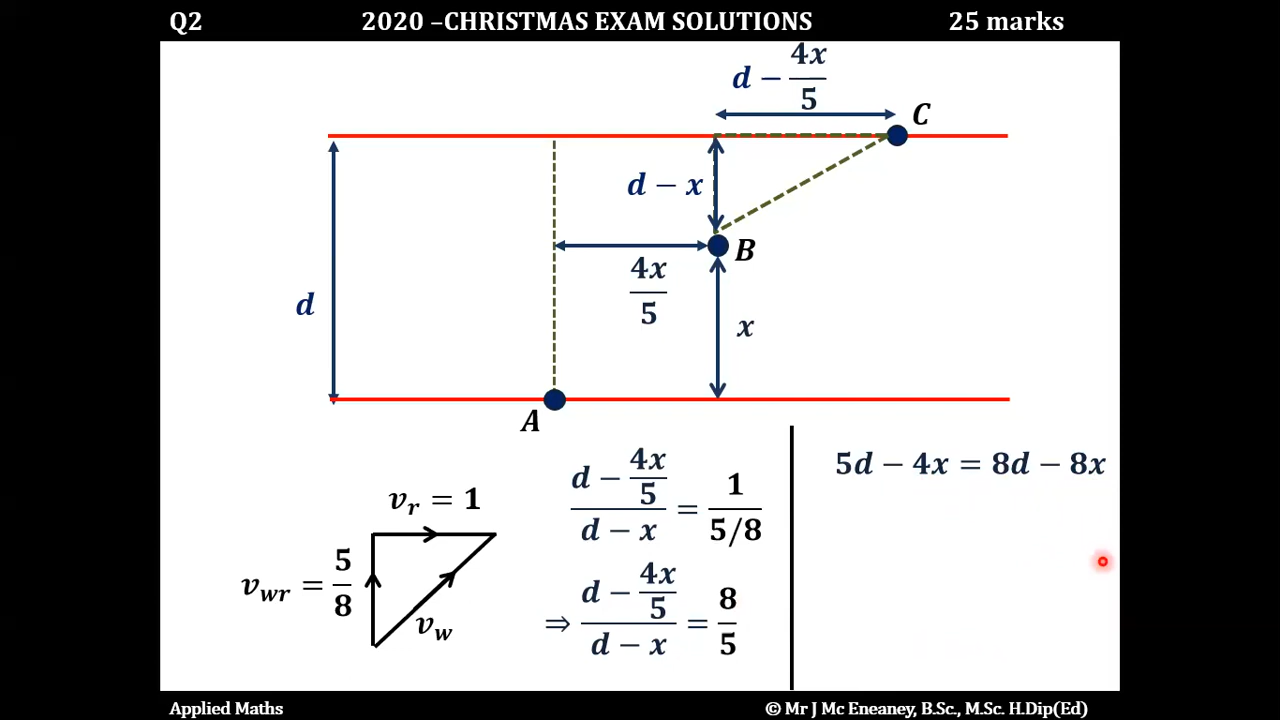 Q2 2020 –CHRISTMAS EXAM SOLUTIONS 25 marks
d − 4x/5
C
d − x
B
4x/5
d
x
A
v_r = 1
v_wr = 5/8
v_w
(d − 4x/5)/(d − x) = 1/(5/8)
⇒ (d − 4x/5)/(d − x) = 8/5
5d − 4x = 8d − 8x
Applied Maths © Mr J Mc Eneaney, B.Sc., M.Sc. H.Dip(Ed)